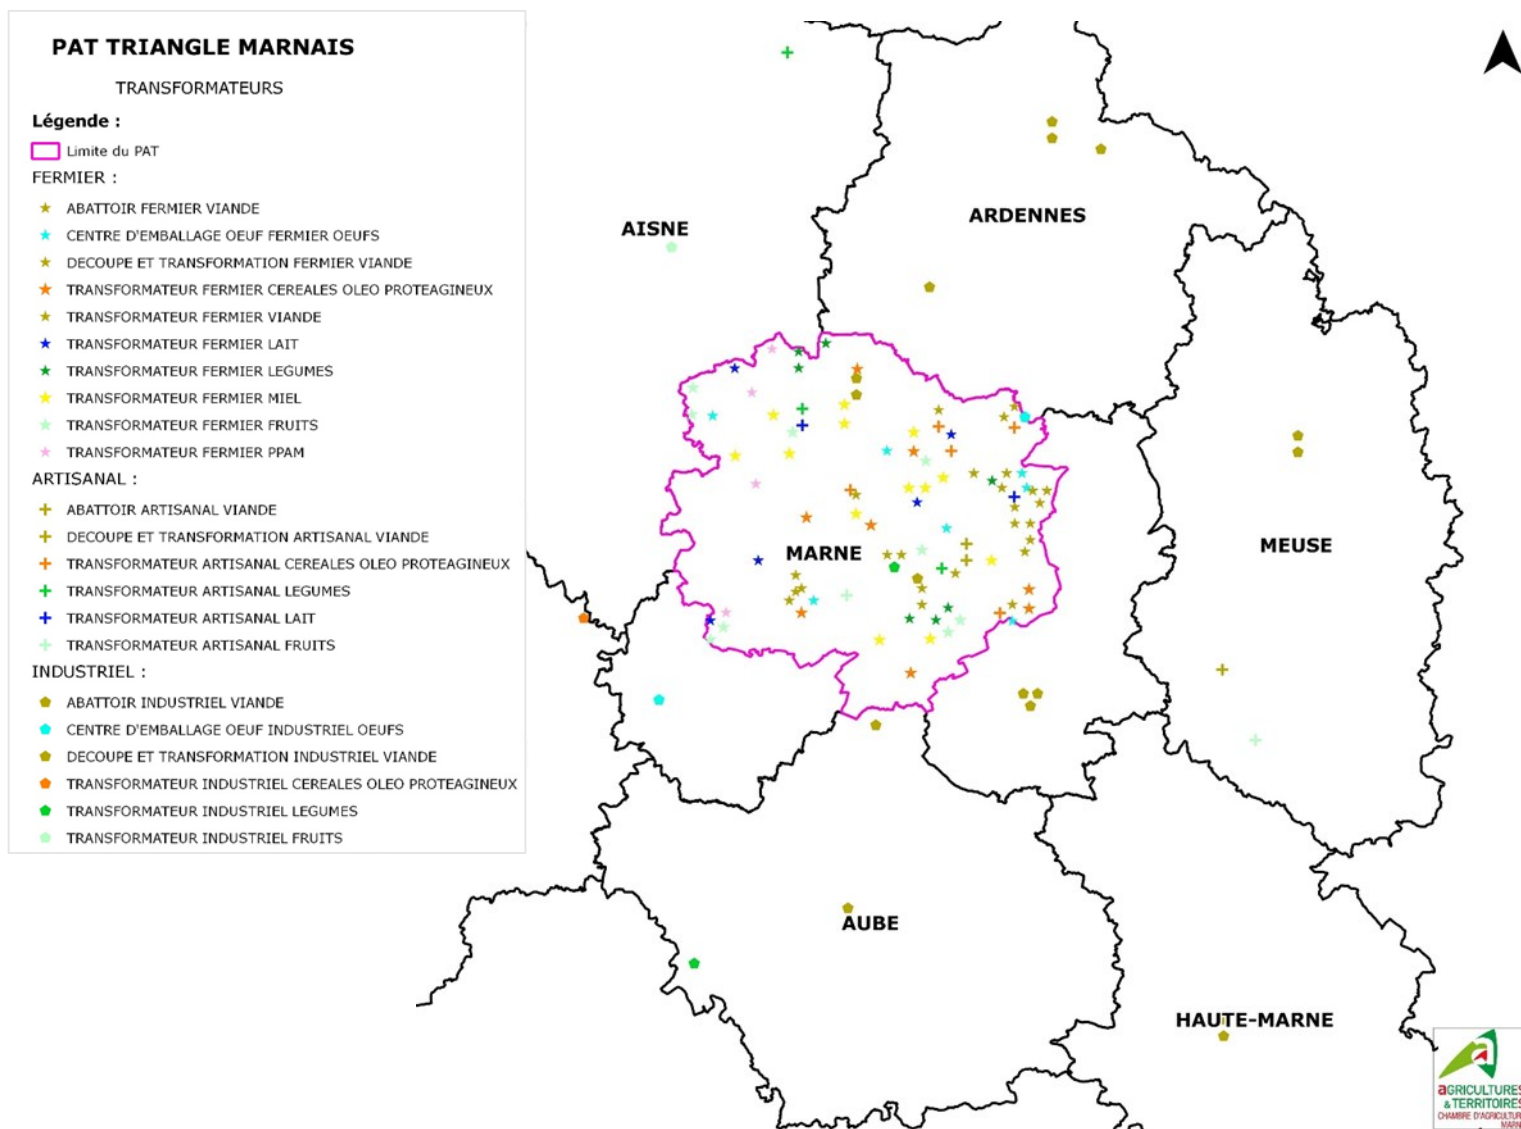 PAT TRIANGLE MARNAIS
TRANSFORMATEURS
Légende :
Limite du PAT
FERMIER :
ABATTOIR FERMIER VIANDE
CENTRE D'EMBALLAGE OEUF FERMIER OEUFS
DECOUPE ET TRANSFORMATION FERMIER VIANDE
TRANSFORMATEUR FERMIER CEREALES OLEO PROTEAGINEUX
TRANSFORMATEUR FERMIER VIANDE
TRANSFORMATEUR FERMIER LAIT
TRANSFORMATEUR FERMIER LEGUMES
TRANSFORMATEUR FERMIER MIEL
TRANSFORMATEUR FERMIER FRUITS
TRANSFORMATEUR FERMIER PPAM
ARTISANAL :
ABATTOIR ARTISANAL VIANDE
DECOUPE ET TRANSFORMATION ARTISANAL VIANDE
TRANSFORMATEUR ARTISANAL CEREALES OLEO PROTEAGINEUX
TRANSFORMATEUR ARTISANAL LEGUMES
TRANSFORMATEUR ARTISANAL LAIT
TRANSFORMATEUR ARTISANAL FRUITS
INDUSTRIEL :
ABATTOIR INDUSTRIEL VIANDE
CENTRE D'EMBALLAGE OEUF INDUSTRIEL OEUFS
DECOUPE ET TRANSFORMATION INDUSTRIEL VIANDE
TRANSFORMATEUR INDUSTRIEL CEREALES OLEO PROTEAGINEUX
TRANSFORMATEUR INDUSTRIEL LEGUMES
TRANSFORMATEUR INDUSTRIEL FRUITS
AISNE
ARDENNES
MARNE
MEUSE
AUBE
HAUTE-MARNE
aGRICULTURES
& TERRITOIRES
CHAMBRE D'AGRICULTUR
MARN